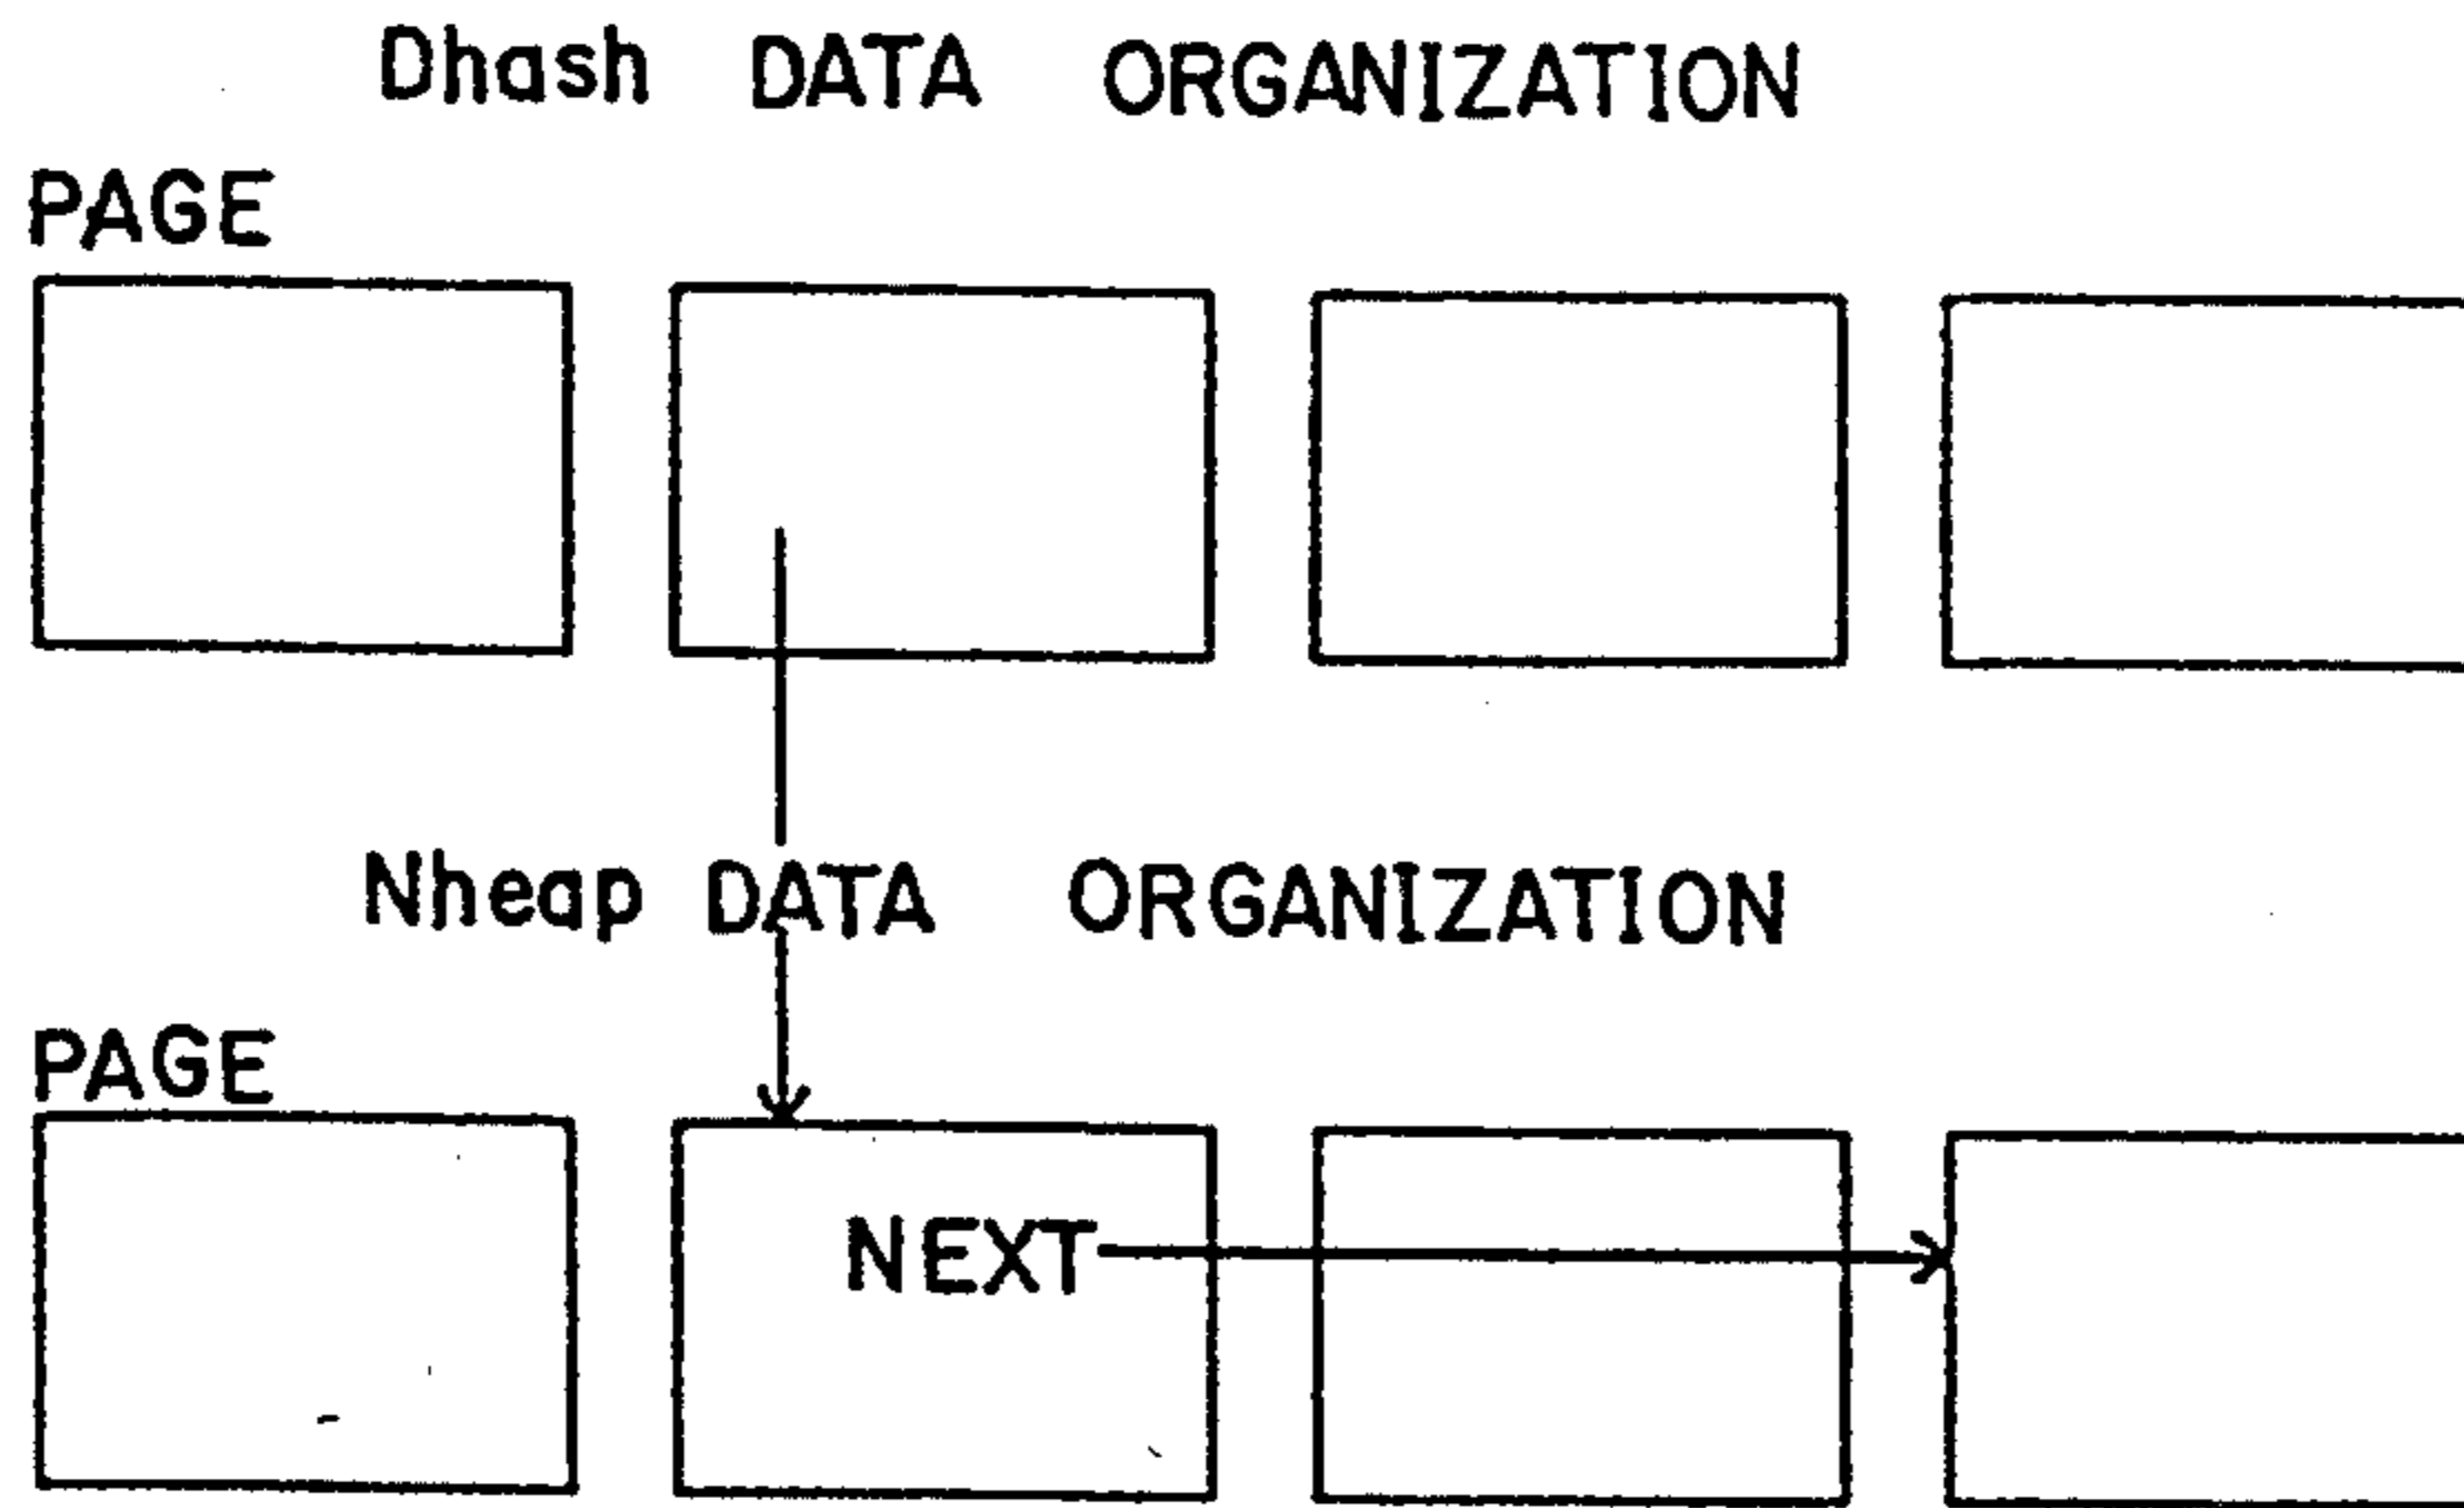 Dhash DATA ORGANIZATION
PAGE
Nheap DATA ORGANIZATION
PAGE
NEXT